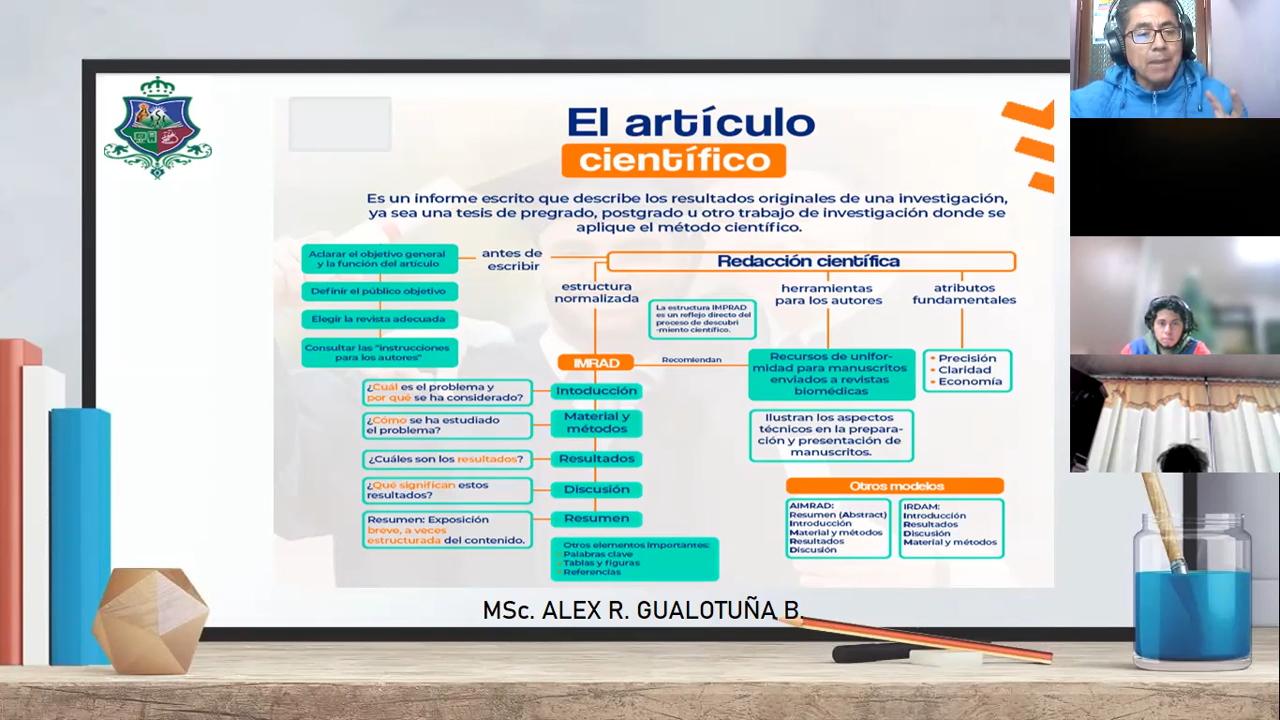 El artículo
científico
Es un informe escrito que describe los resultados originales de una investigación,
ya sea una tesis de pregrado, postgrado u otro trabajo de investigación donde se
aplique el método científico.
Aclarar el objetivo general
y la función del artículo
Definir el público objetivo
Elegir la revista adecuada
Consultar las "instrucciones
para los autores"
antes de
escribir
Redacción científica
estructura
normalizada
La estructura IMPRAD
es un reflejo directo del
proceso de descubri
-miento científico.
herramientas
para los autores
atributos
fundamentales
IMRAD
Recomiendan
Recursos de unifor-
midad para manuscritos
enviados a revistas
biomédicas
• Precisión
• Claridad
• Economía
¿Cuál es el problema y
por qué se ha considerado?
Intoducción
¿Cómo se ha estudiado
el problema?
Material y
métodos
¿Cuáles son los resultados?
Resultados
¿Qué significan estos
resultados?
Discusión
Resumen: Exposición
breve, a veces
estructurada del contenido.
Resumen
Otros elementos importantes:
Palabras clave
Tablas y figuras
Referencias
Ilustran los aspectos
técnicos en la prepara-
ción y presentación de
manuscritos.
Otros modelos
AIMRAD:
Resumen (Abstract)
Introducción
Material y métodos
Resultados
Discusión
IRDAM:
Introducción
Resultados
Discusión
Material y métodos
MSc. ALEX R. GUALOTUÑA B.